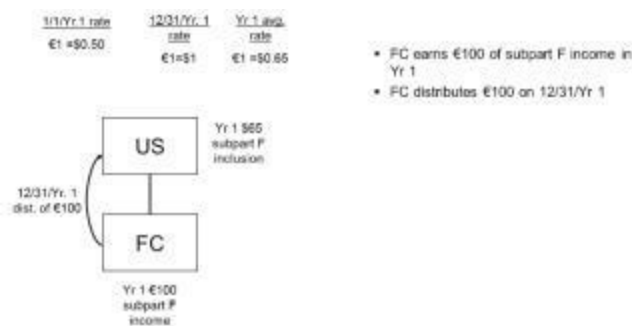 1/1/Yr.1 rate
€1 =$0.50
12/31/Yr. 1
rate
€1=$1
Yr 1 avg.
rate
€1 =$0.65
• FC earns €100 of subpart F income in
Yr 1
• FC distributes €100 on 12/31/Yr 1
US
Yr 1 $65
subpart F
inclusion
12/31/Yr. 1
dist. of €100
FC
Yr 1 €100
subpart F
income